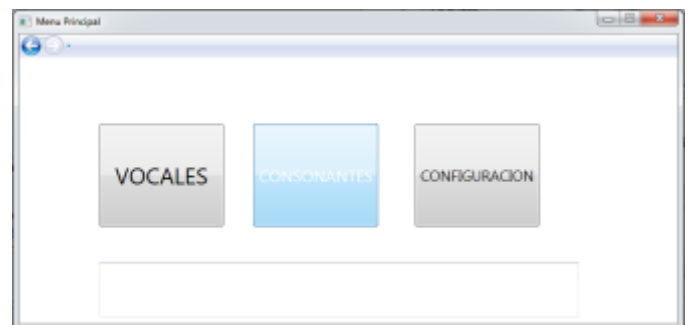 Menu Principal
VOCALES
CONSONANTES
CONFIGURACION